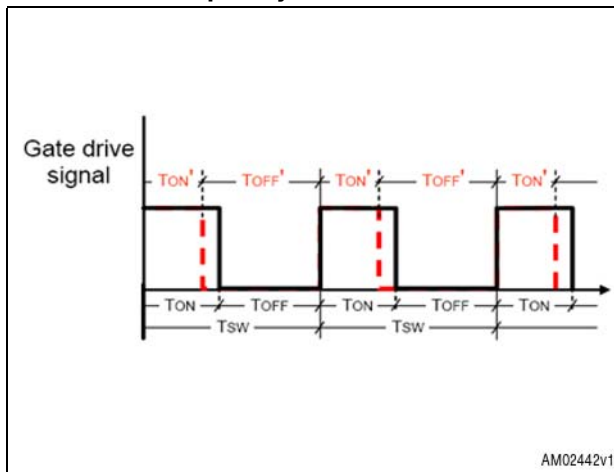 Gate drive
signal
TON' TOFF' TON' TOFF' TON'
TON TOFF TON TOFF TON
TSW TSW
AM02442v1